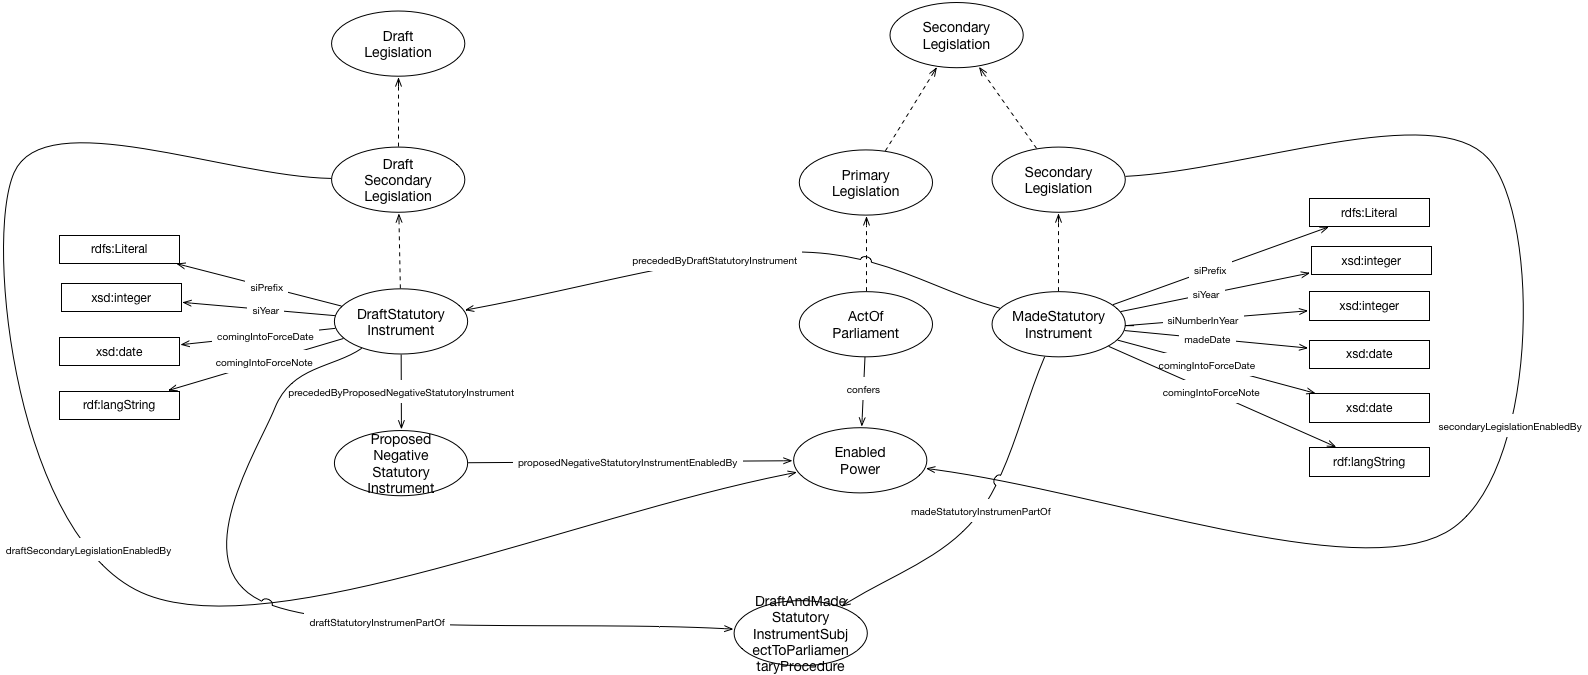 Draft
Legislation
Secondary
Legislation
Draft
Secondary
Legislation
Primary
Legislation
Secondary
Legislation
rdfs:Literal
xsd:integer
xsd:date
rdf:langString
siPrefix
siYear
comingIntoForceDate
comingIntoForceNote
DraftStatutory
Instrument
precededByDraftStatutoryInstrument
ActOf
Parliament
MadeStatutory
Instrument
siPrefix
siYear
siNumberInYear
madeDate
comingIntoForceDate
comingIntoForceNote
rdfs:Literal
xsd:integer
xsd:integer
xsd:date
xsd:date
rdf:langString
precededByProposedNegativeStatutoryInstrument
confers
secondaryLegislationEnabledBy
Proposed
Negative
Statutory
Instrument
proposedNegativeStatutoryInstrumentEnabledBy
Enabled
Power
madeStatutoryInstrumenPartOf
draftSecondaryLegislationEnabledBy
draftStatutoryInstrumenPartOf
DraftAndMade
Statutory
InstrumentSubj
ectToParliamen
taryProcedure